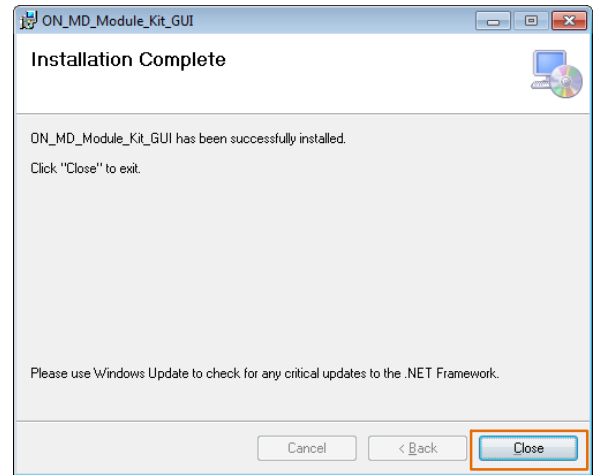 ON_MD_Module_Kit_GUI
Installation Complete
ON_MD_Module_Kit_GUI has been successfully installed.
Click "Close" to exit.
Please use Windows Update to check for any critical updates to the .NET Framework.
Cancel
< Back
Close